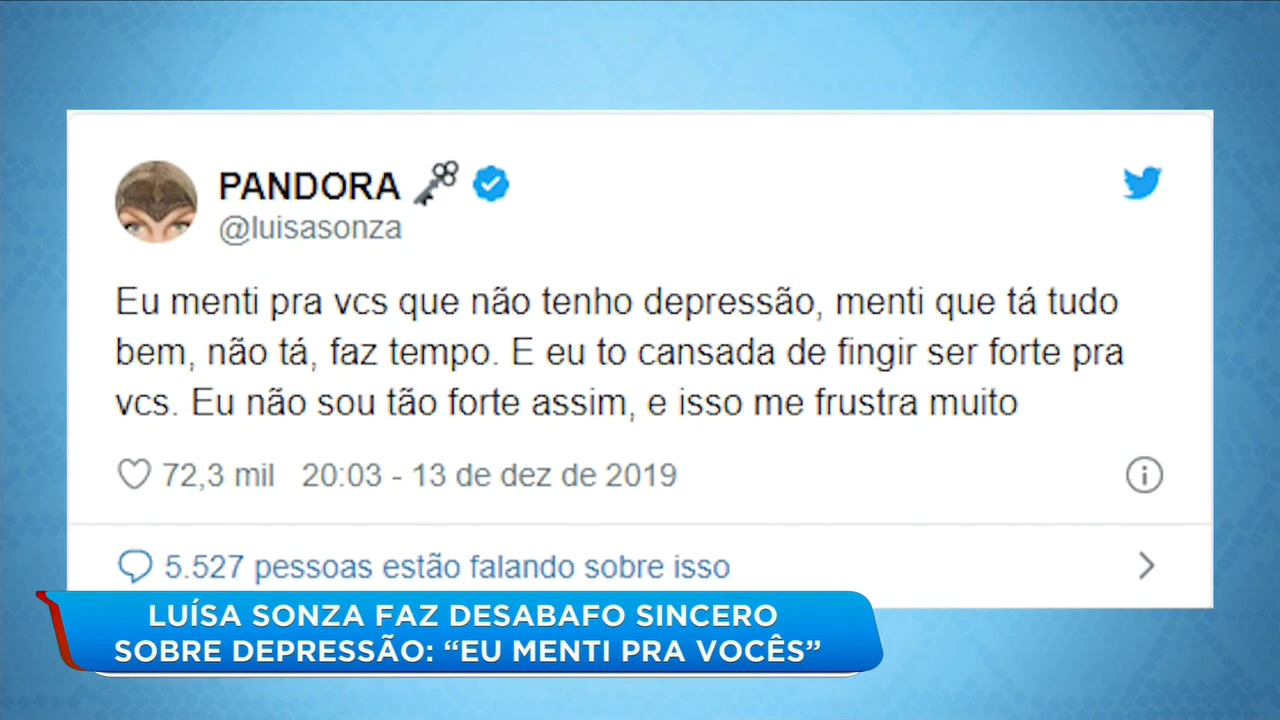 PANDORA
@luisasonza
Eu menti pra vcs que não tenho depressão, menti que tá tudo
bem, não tá, faz tempo. E eu to cansada de fingir ser forte pra
vcs. Eu não sou tão forte assim, e isso me frustra muito
72,3 mil 20:03 - 13 de dez de 2019
5.527 pessoas estão falando sobre isso
LUÍSA SONZA FAZ DESABAFO SINCERO
SOBRE DEPRESSÃO: “EU MENTI PRA VOCÊS”